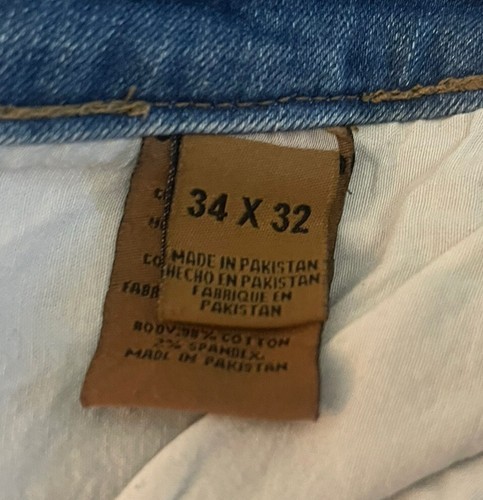 34 X 32
MADE IN PAKISTAN
HECHO EN PAKISTAN
FABRIQUE EN
PAKISTAN
BODY:98% COTTON
2% SPANDEX.
MADE IN PAKISTAN